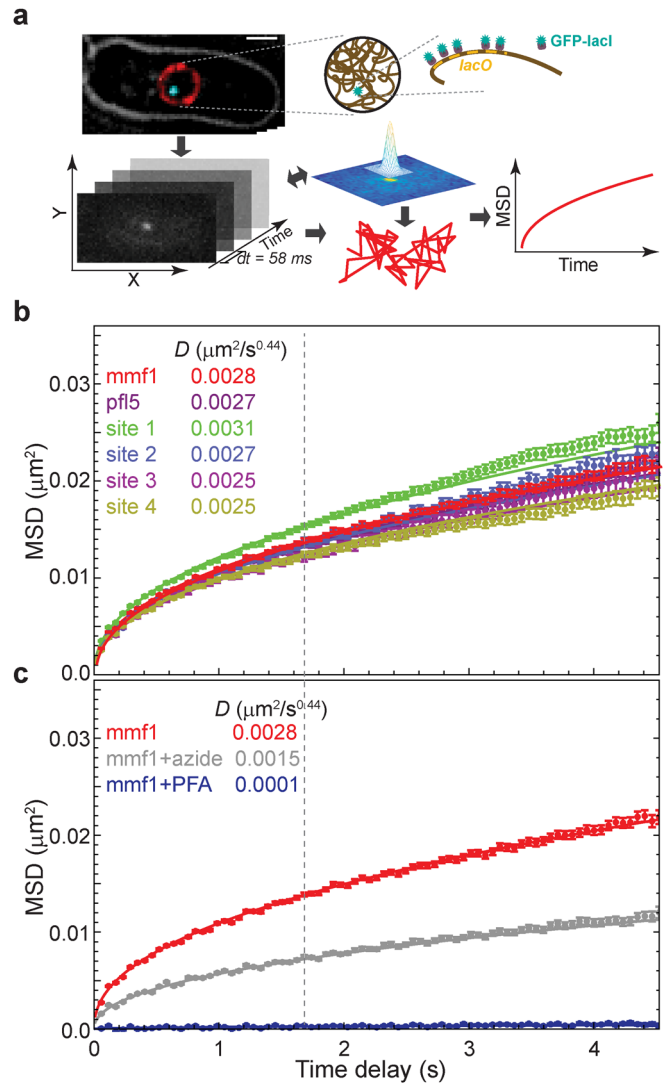 a
GFP-lacI
lacO
Y
X
Time
dt = 58 ms
MSD
Time
b
D (μm²/s⁰·⁴⁴)
mmf1 0.0028
pfl5 0.0027
site 1 0.0031
site 2 0.0027
site 3 0.0025
site 4 0.0025
MSD (μm²)
0.03
0.02
0.01
0.0
c
D (μm²/s⁰·⁴⁴)
mmf1 0.0028
mmf1+azide 0.0015
mmf1+PFA 0.0001
MSD (μm²)
0.03
0.02
0.01
0.0
0 1 2 3 4
Time delay (s)